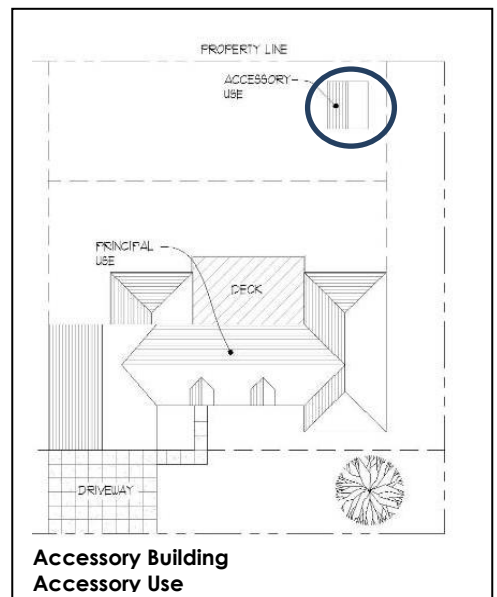 PROPERTY LINE
ACCESSORY
USE
PRINCIPAL
USE
DECK
DRIVEWAY
Accessory Building
Accessory Use